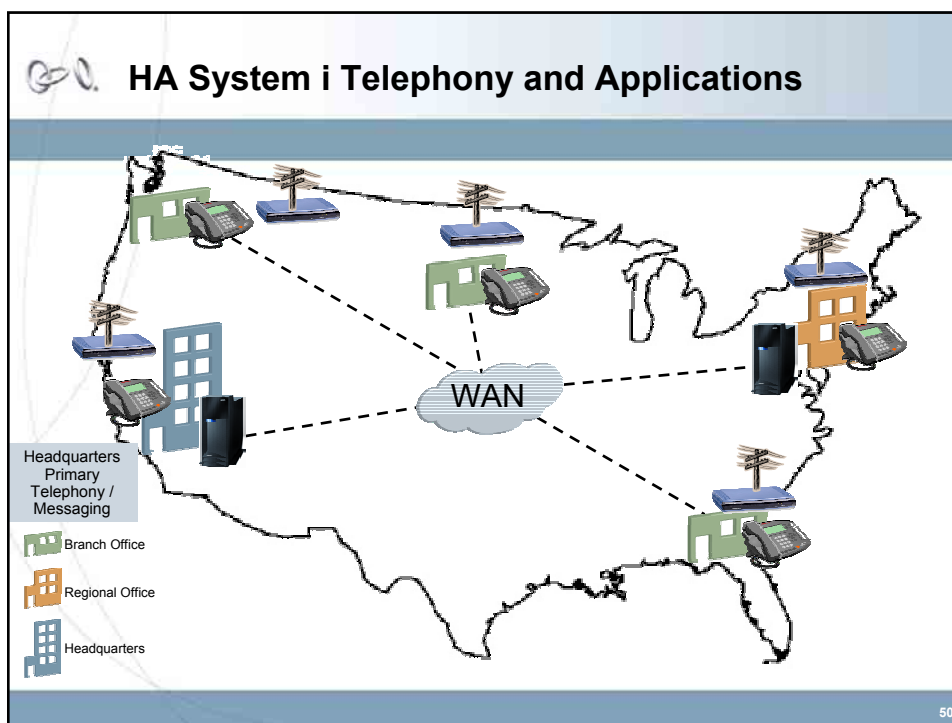 HA System i Telephony and Applications
WAN
Headquarters
Primary
Telephony /
Messaging
Branch Office
Regional Office
Headquarters
50